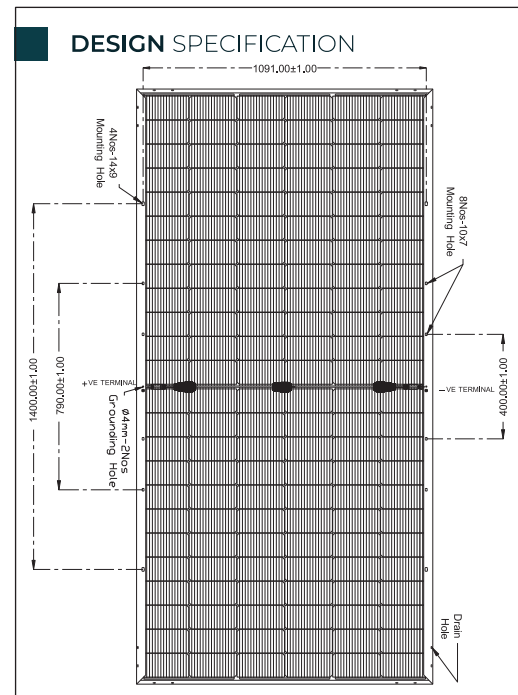 DESIGN SPECIFICATION
1091.00±1.00
4Nos-14x9
Mounting Hole
8Nos-10x7
Mounting Hole
1400.00±1.00
790.00±1.00
+VE TERMINAL
Ø4mm-2Nos
Grounding Hole
-VE TERMINAL
400.00±1.00
Drain
Hole